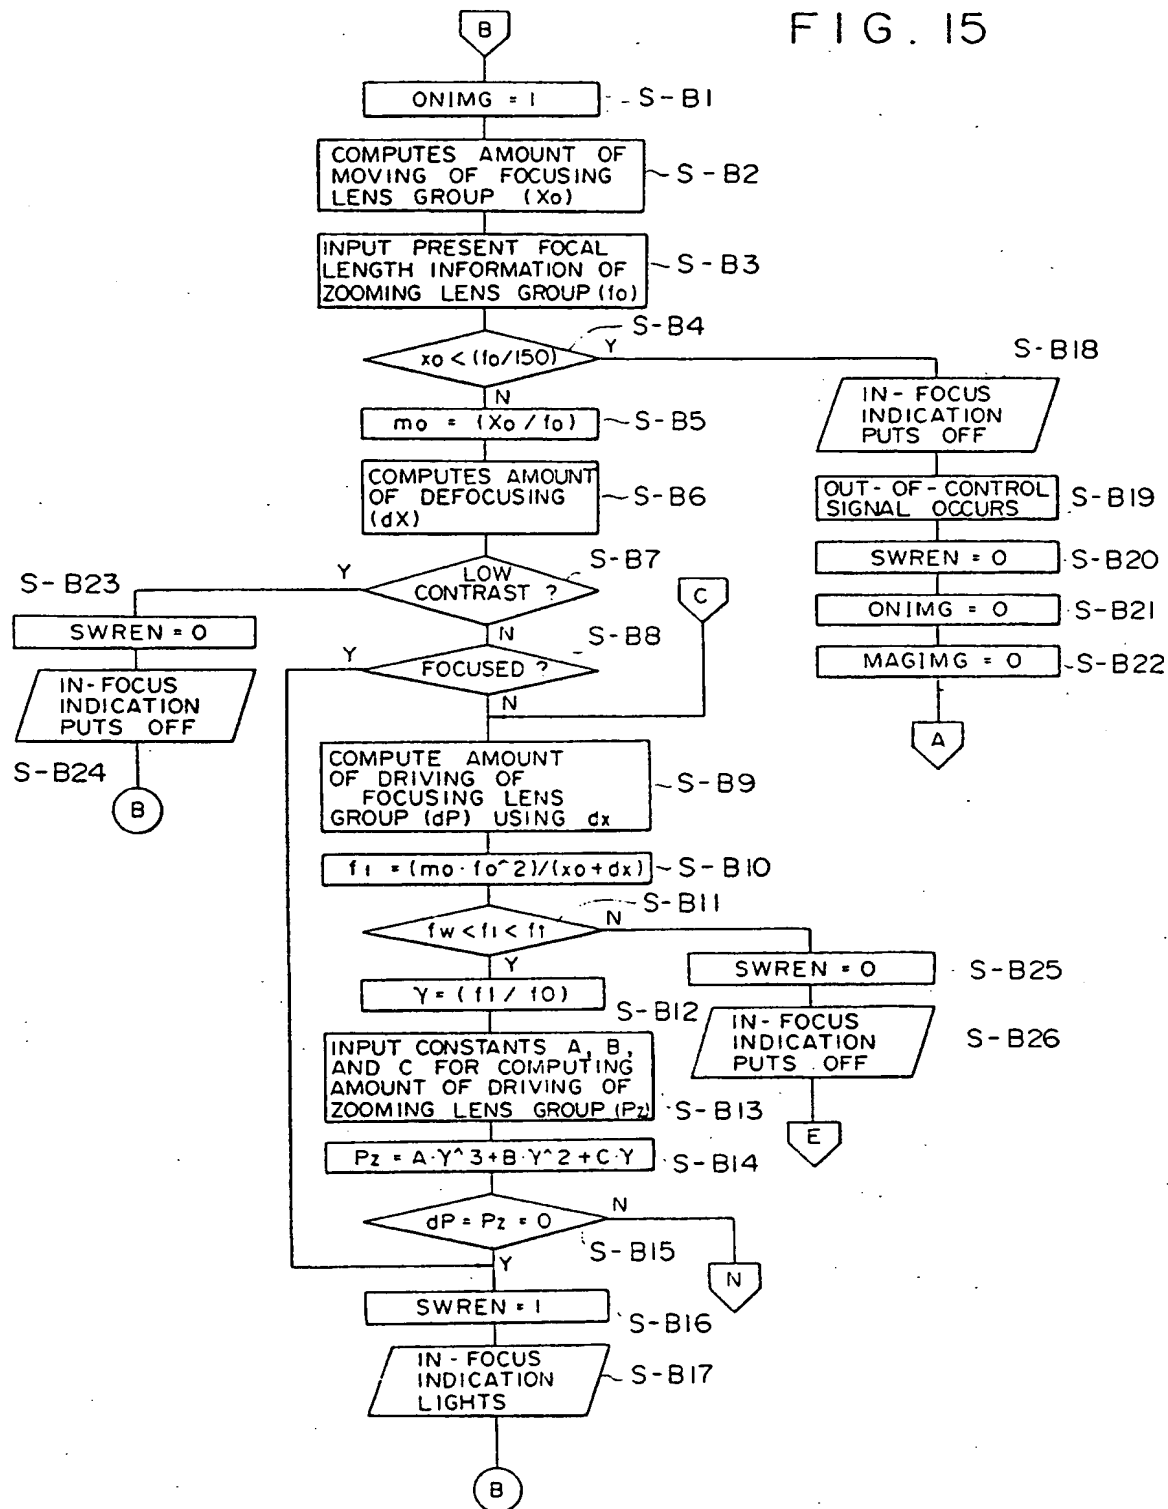 FIG. 15
B
ONIMG = 1
S-B1
COMPUTES AMOUNT OF
MOVING OF FOCUSING
LENS GROUP (Xo)
S-B2
INPUT PRESENT FOCAL
LENGTH INFORMATION OF
ZOOMING LENS GROUP (fo)
S-B3
S-B4
xo < (fo/150)
Y
N
mo = (Xo / fo)
S-B5
COMPUTES AMOUNT
OF DEFOCUSING
(dX)
S-B6
S-B7
LOW
CONTRAST ?
Y
N
S-B23
SWREN = 0
IN-FOCUS
INDICATION
PUTS OFF
S-B24
B
S-B8
FOCUSED ?
Y
N
C
S-B18
IN-FOCUS
INDICATION
PUTS OFF
OUT-OF-CONTROL
SIGNAL OCCURS
S-B19
SWREN = 0
S-B20
ONIMG = 0
S-B21
MAGIMG = 0
S-B22
A
COMPUTE AMOUNT
OF DRIVING OF
FOCUSING LENS
GROUP (dP) USING dx
S-B9
f1 = (mo·fo^2)/(xo+dx)
S-B10
S-B11
fw < f1 < fT
N
Y
γ = (f1 / f0)
S-B12
SWREN = 0
S-B25
IN-FOCUS
INDICATION
PUTS OFF
S-B26
E
INPUT CONSTANTS A, B,
AND C FOR COMPUTING
AMOUNT OF DRIVING OF
ZOOMING LENS GROUP (Pz)
S-B13
Pz = A·γ^3+B·γ^2+C·γ
S-B14
dP = Pz = 0
N
S-B15
Y
N
SWREN = 1
S-B16
IN-FOCUS
INDICATION
LIGHTS
S-B17
B